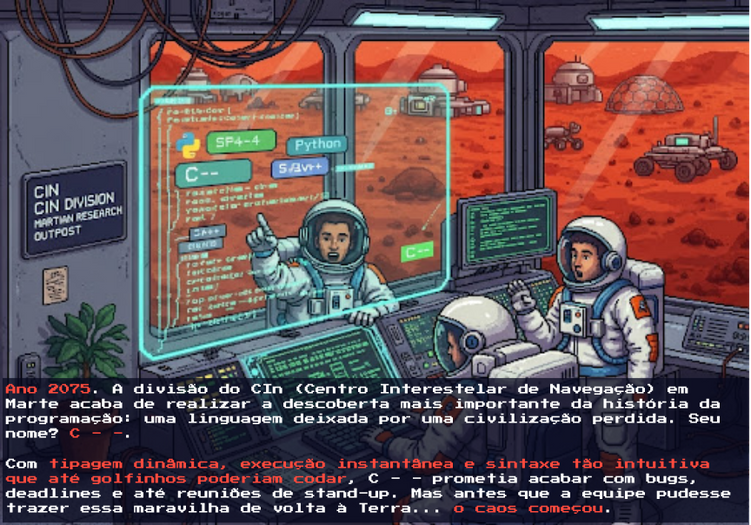 SP4-4
Python
C--
CIN
CIN DIVISION
MARTIAN RESEARCH
OUTPOST
C--
Ano 2075. A divisão do CIn (Centro Interestelar de Navegação) em
Marte acaba de realizar a descoberta mais importante da história da
programação: uma linguagem deixada por uma civilização perdida. Seu
nome? C - -.
Com tipagem dinâmica, execução instantânea e sintaxe tão intuitiva
que até golfinhos poderiam codar, C - - prometia acabar com bugs,
deadlines e até reuniões de stand-up. Mas antes que a equipe pudesse
trazer essa maravilha de volta à Terra... o caos começou.